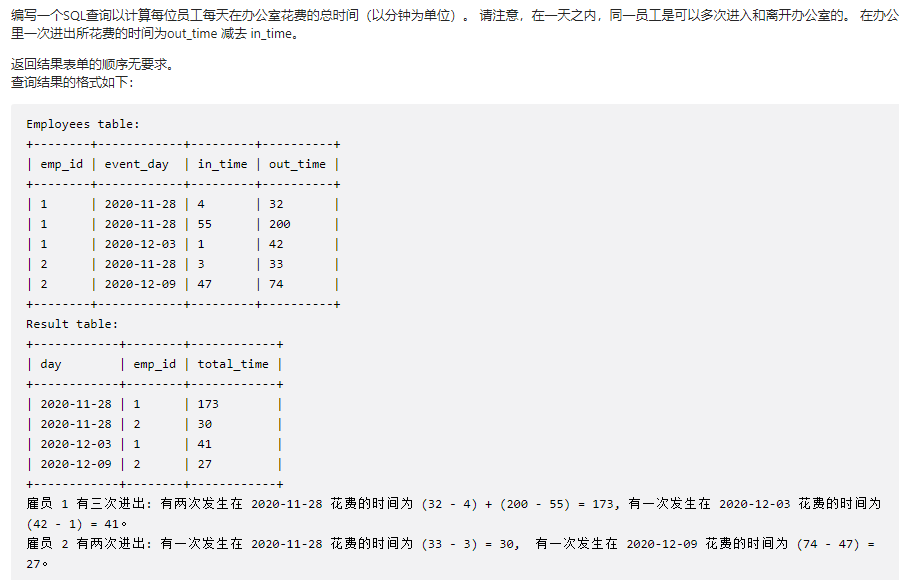 编写一个SQL查询以计算每位员工每天在办公室花费的总时间（以分钟为单位）。 请注意，在一天之内，同一员工是可以多次进入和离开办公室的。 在办公
里一次进出所花费的时间为out_time 减去 in_time。
返回结果表单的顺序无要求。
查询结果的格式如下：
Employees table:
+--------+------------+---------+----------+
| emp_id | event_day  | in_time | out_time |
+--------+------------+---------+----------+
| 1      | 2020-11-28 | 4       | 32       |
| 1      | 2020-11-28 | 55      | 200      |
| 1      | 2020-12-03 | 1       | 42       |
| 2      | 2020-11-28 | 3       | 33       |
| 2      | 2020-12-09 | 47      | 74       |
+--------+------------+---------+----------+
Result table:
+------------+--------+------------+
| day        | emp_id | total_time |
+------------+--------+------------+
| 2020-11-28 | 1      | 173        |
| 2020-11-28 | 2      | 30         |
| 2020-12-03 | 1      | 41         |
| 2020-12-09 | 2      | 27         |
+------------+--------+------------+
雇员 1 有三次进出: 有两次发生在 2020-11-28 花费的时间为 (32 - 4) + (200 - 55) = 173, 有一次发生在 2020-12-03 花费的时间为
(42 - 1) = 41。
雇员 2 有两次进出: 有一次发生在 2020-11-28 花费的时间为 (33 - 3) = 30,  有一次发生在 2020-12-09 花费的时间为 (74 - 47) =
27。